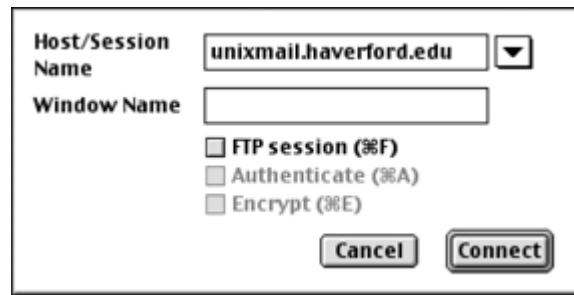 Host/Session
Name
unixmail.haverford.edu
Window Name
FTP session (⌘F)
Authenticate (⌘A)
Encrypt (⌘E)
Cancel Connect